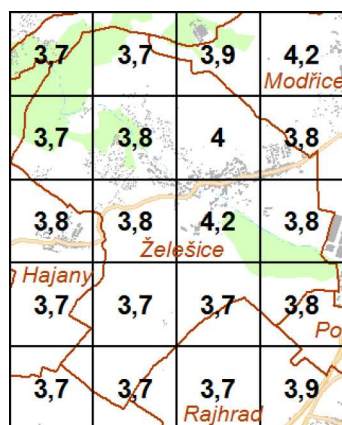 3,7 3,7 3,9 4,2
Modřice
3,7 3,8 4 3,8
3,8 3,8 4,2 3,8
Želešice
Hajany
3,7 3,7 3,7 3,8
Po
3,7 3,7 3,7 3,9
Rajhrad